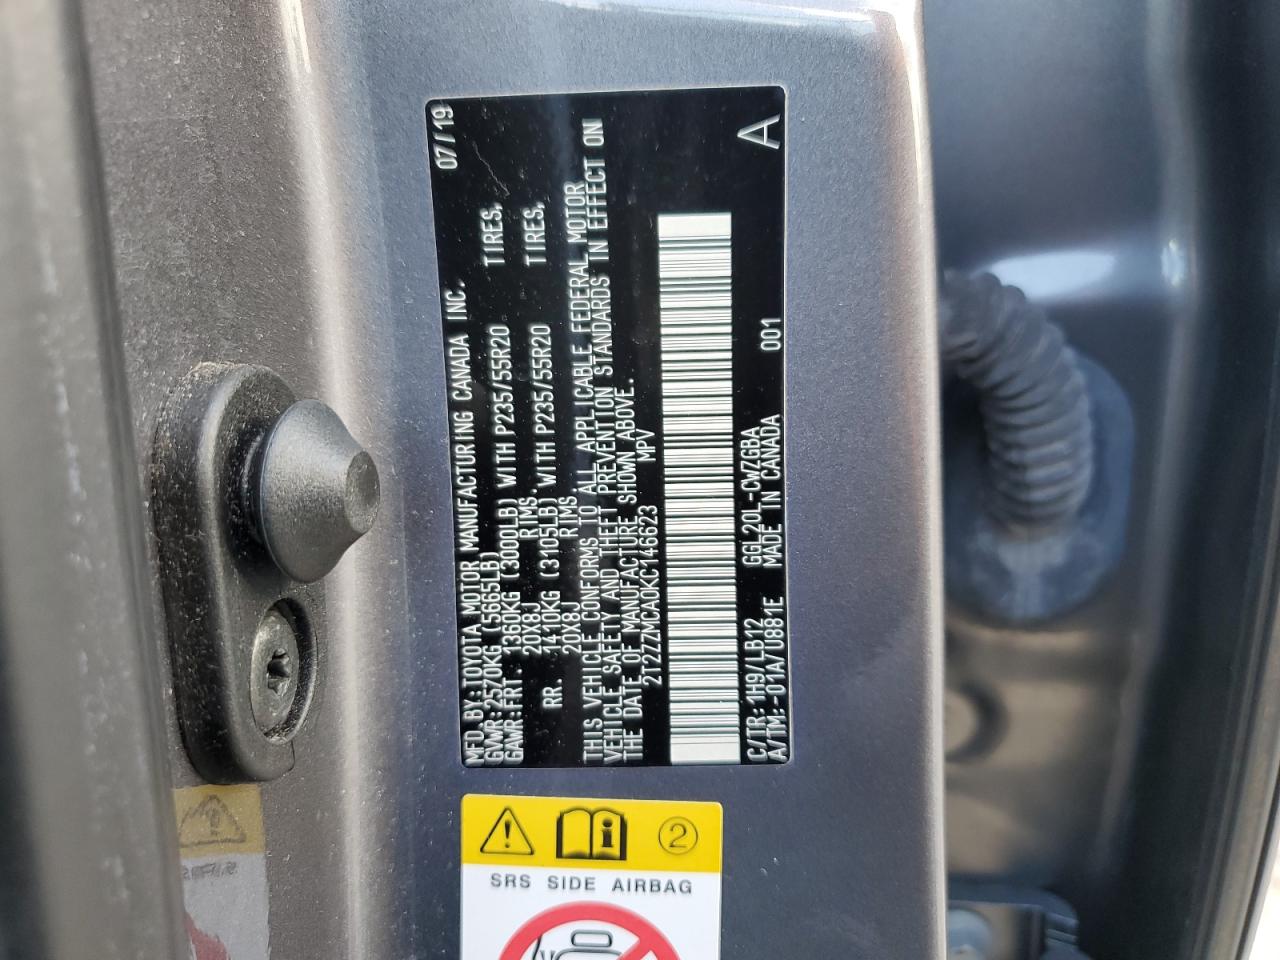 MFD.BY:TOYOTA MOTOR MANUFACTURING CANADA INC. 07/19
GVWR:2570KG(5665LB)
GAWR:FRT. 1360KG (3000LB) WITH P235/55R20 TIRES,
20X8J RIMS.
RR. 1410KG (3105LB) WITH P235/55R20 TIRES,
20X8J RIMS
THIS VEHICLE CONFORMS TO ALL APPLICABLE FEDERAL MOTOR
VEHICLE SAFETY AND THEFT PREVENTION STANDARDS IN EFFECT ON
THE DATE OF MANUFACTURE SHOWN ABOVE.
2T2ZZMCA0KC146623 MPV
C/TR:1H9/LB12 GGL20L-CWZGBA
A/TM:-01A/U881E MADE IN CANADA 001 A
2
SRS SIDE AIRBAG